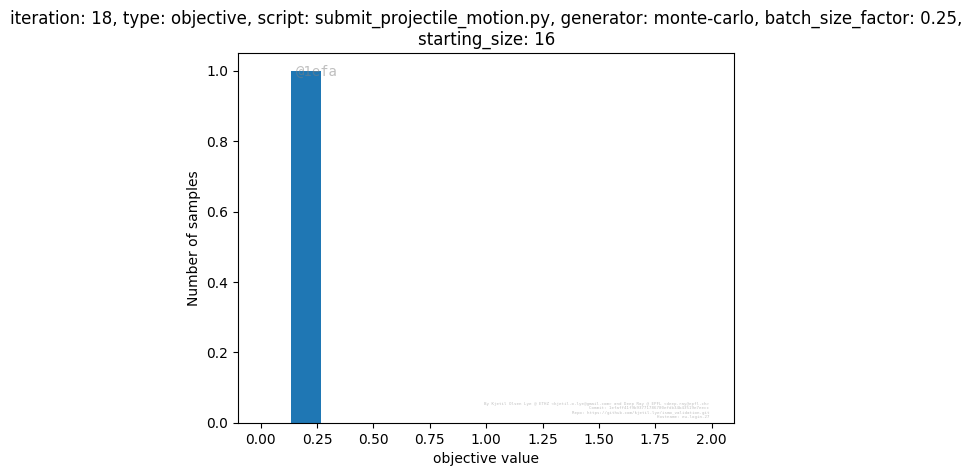 iteration: 18, type: objective, script: submit_projectile_motion.py, generator: monte-carlo, batch_size_factor: 0.25,
starting_size: 16
@1efa
1.0
0.8
0.6
0.4
0.2
0.0
Number of samples
0.00 0.25 0.50 0.75 1.00 1.25 1.50 1.75 2.00
objective value